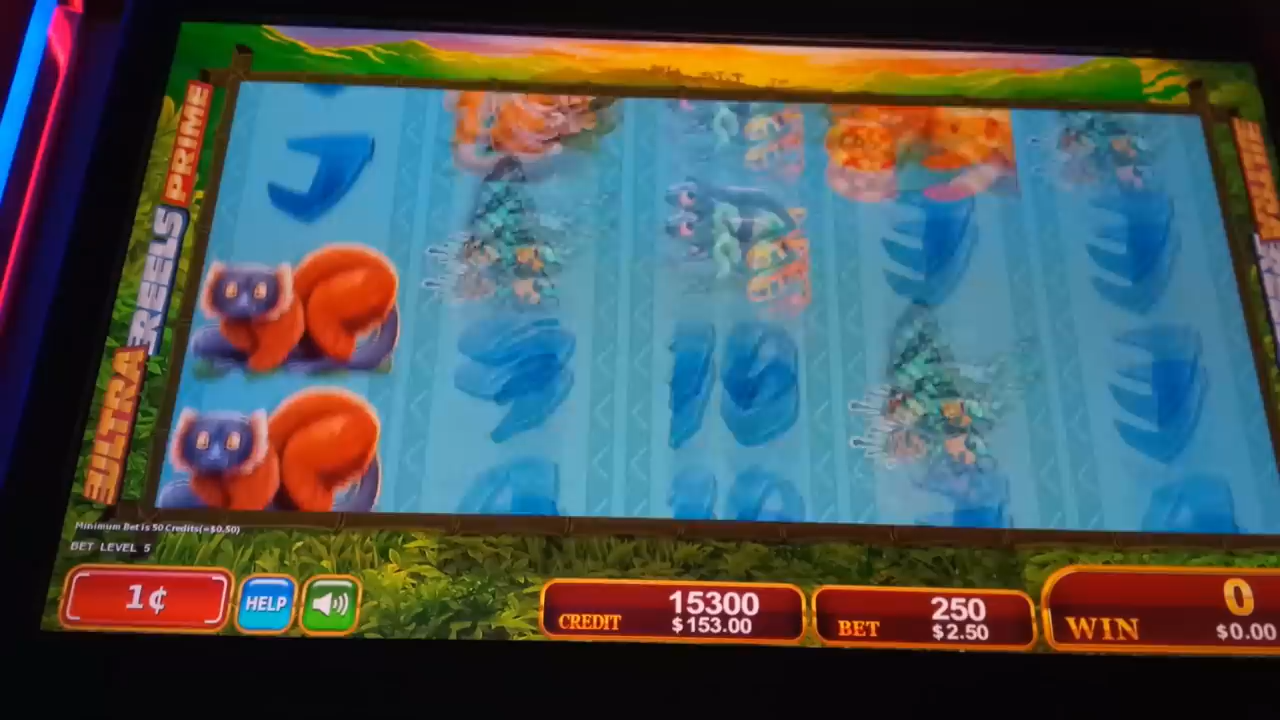 J
PRIME
REELS
ULTRA
10
Minimum Bet is 50 Credits(=$0.50)
BET LEVEL 5
1¢
HELP
CREDIT
15300
$153.00
BET
250
$2.50
WIN
0
$0.00